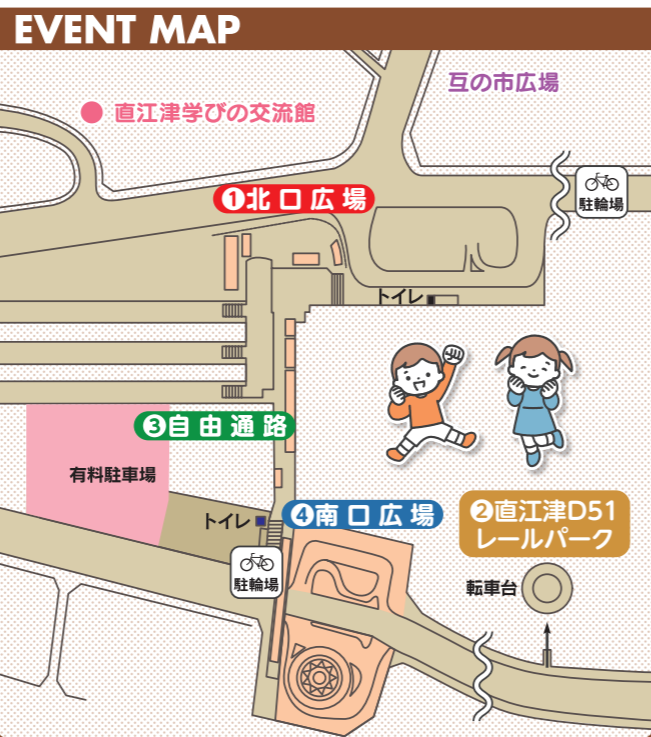 EVENT MAP
互の市広場
直江津学びの交流館
❶北口広場
駐輪場
トイレ
❸自由通路
有料駐車場
トイレ
❹南口広場
❷直江津D51
レールパーク
駐輪場
転車台